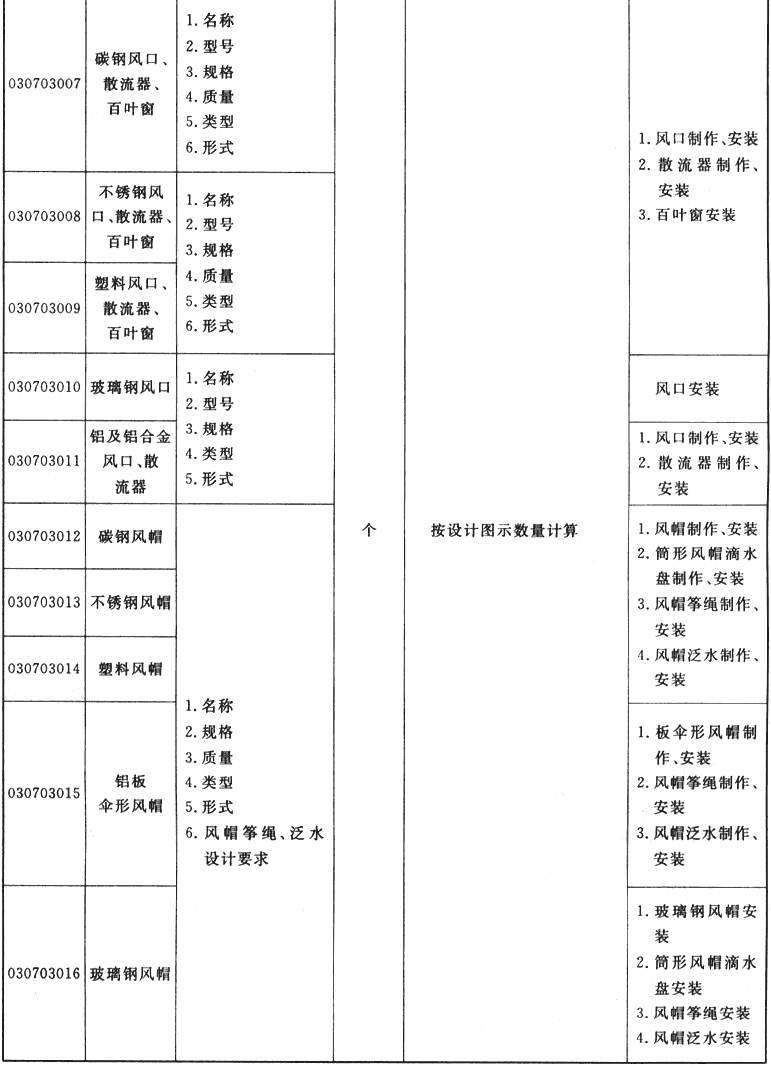 030703007
碳钢风口、
散流器、
百叶窗
1. 名称
2. 型号
3. 规格
4. 质量
5. 类型
6. 形式
030703008
不锈钢风
口、散流器、
百叶窗
030703009
塑料风口、
散流器、
百叶窗
1. 名称
2. 型号
3. 规格
4. 质量
5. 类型
6. 形式
1. 风口制作、安装
2. 散流器制作、
安装
3. 百叶窗安装
030703010
玻璃钢风口
1. 名称
2. 型号
3. 规格
4. 类型
5. 形式
风口安装
030703011
铝及铝合金
风口、散
流器
1. 风口制作、安装
2. 散流器制作、
安装
个
按设计图示数量计算
030703012
碳钢风帽
030703013
不锈钢风帽
030703014
塑料风帽
1. 风帽制作、安装
2. 筒形风帽滴水
盘制作、安装
3. 风帽筝绳制作、
安装
4. 风帽泛水制作、
安装
1. 名称
2. 规格
3. 质量
4. 类型
5. 形式
6. 风帽筝绳、泛水
设计要求
030703015
铝板
伞形风帽
1. 板伞形风帽制
作、安装
2. 风帽筝绳制作、
安装
3. 风帽泛水制作、
安装
030703016
玻璃钢风帽
1. 玻璃钢风帽安
装
2. 筒形风帽滴水
盘安装
3. 风帽筝绳安装
4. 风帽泛水安装